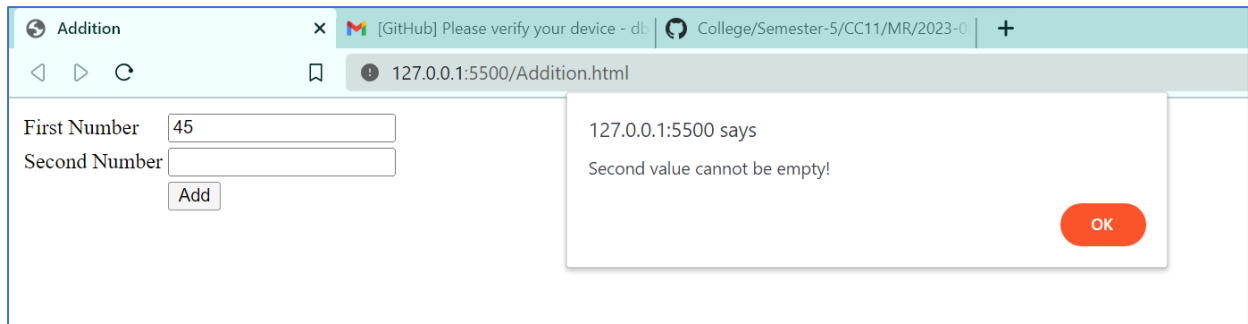 Addition
[GitHub] Please verify your device - db
College/Semester-5/CC11/MR/2023-0
127.0.0.1:5500/Addition.html
127.0.0.1:5500 says
Second value cannot be empty!
OK
First Number 45
Second Number
Add